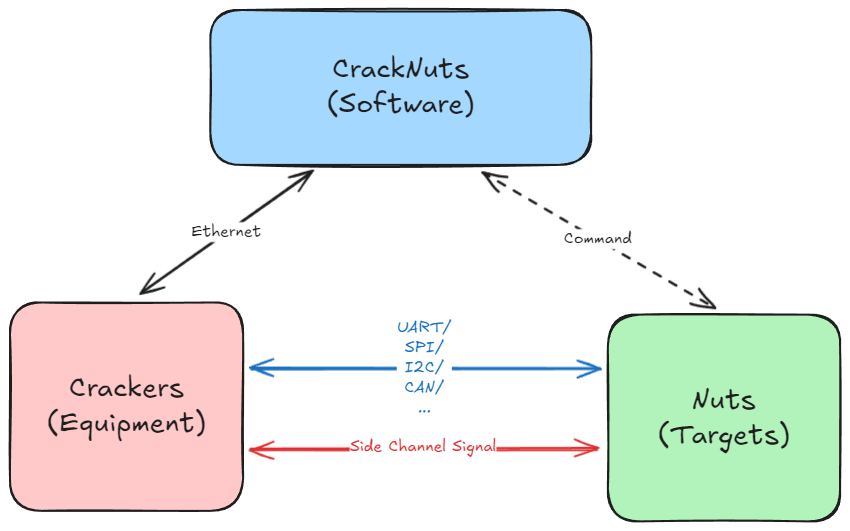 CrackNuts
(Software)
Ethernet
Command
UART/
SPI/
I2C/
CAN/
...
Crackers
(Equipment)
Side Channel Signal
Nuts
(Targets)